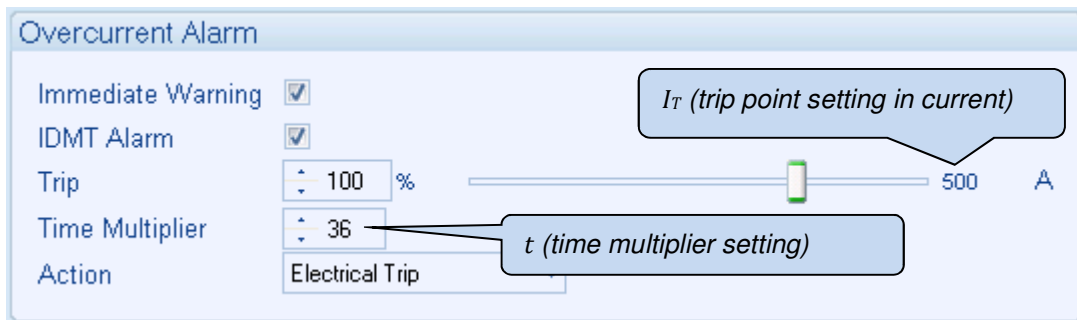 Overcurrent Alarm
Immediate Warning
I_T (trip point setting in current)
IDMT Alarm
Trip 100 % 500 A
Time Multiplier 36
t (time multiplier setting)
Action Electrical Trip